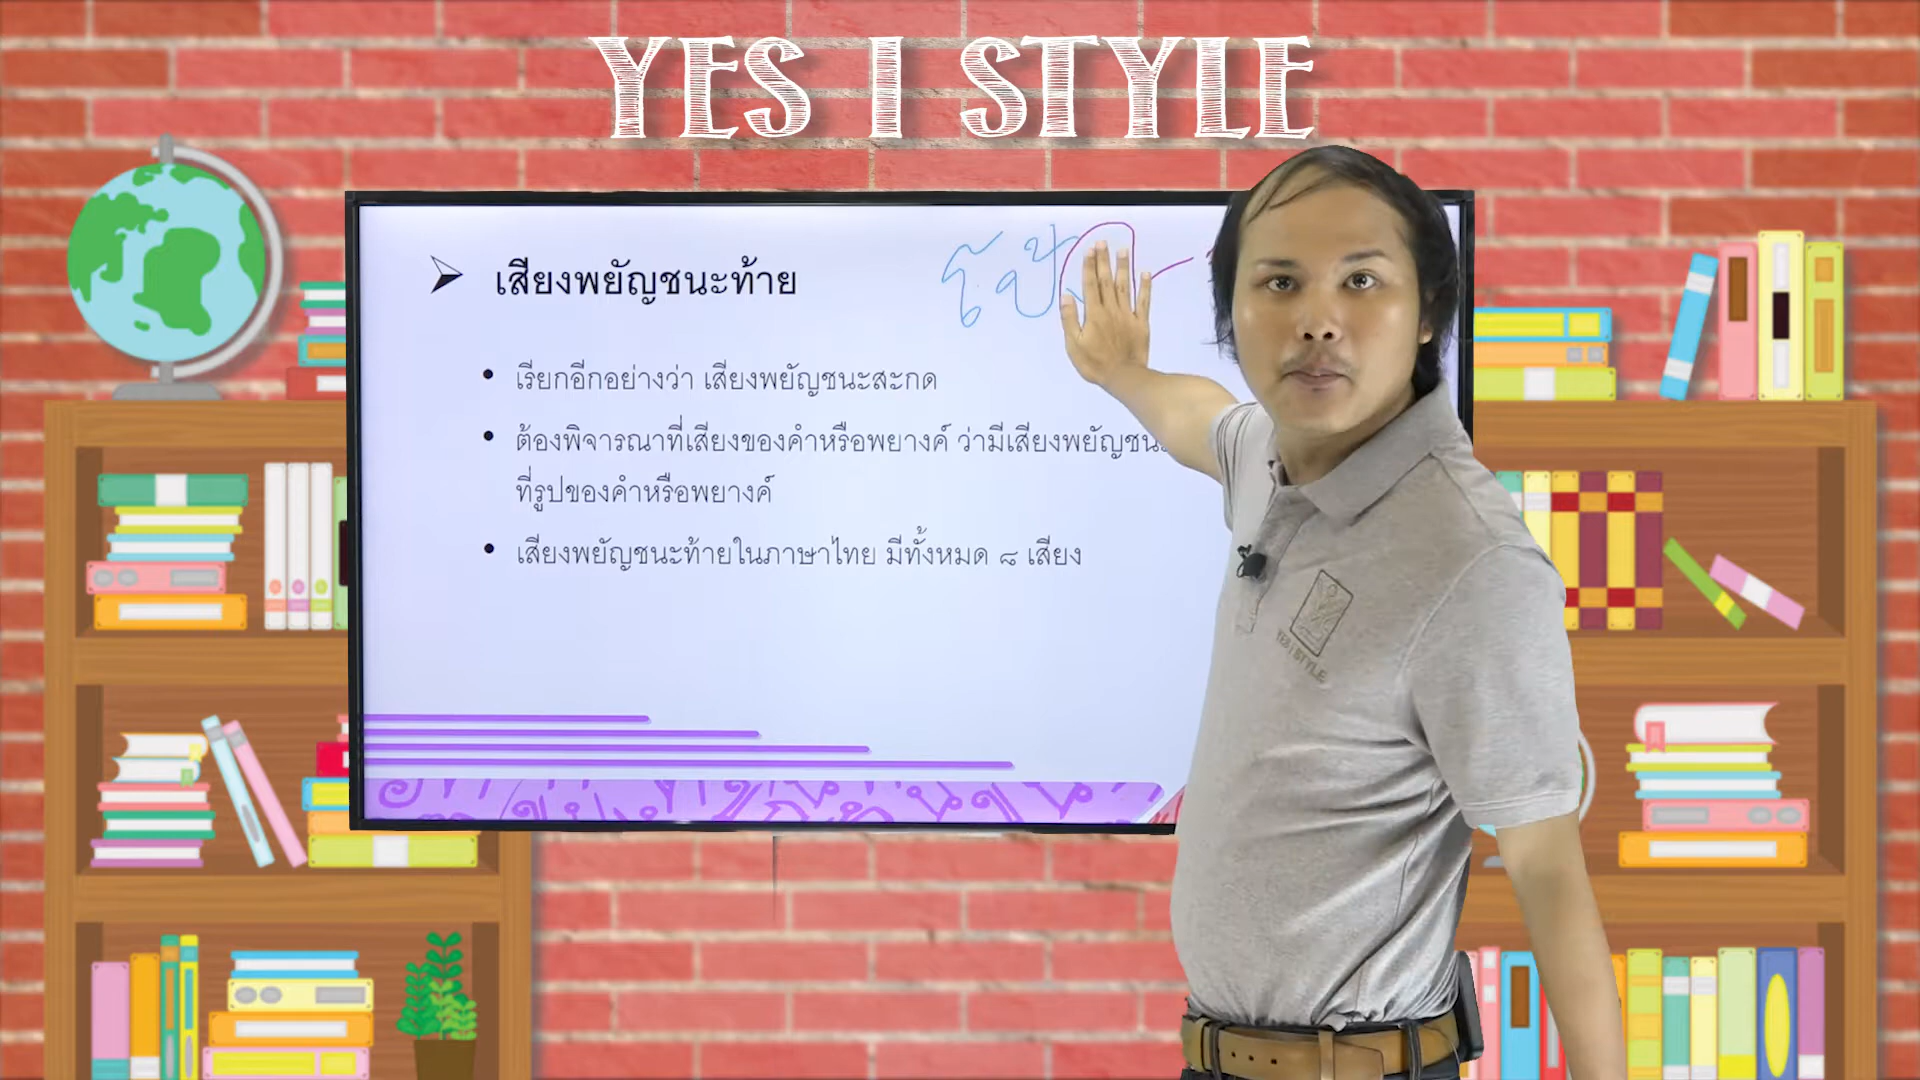 YES I STYLE
เสียงพยัญชนะท้าย
เรียกอีกอย่างว่า เสียงพยัญชนะสะกด
ต้องพิจารณาที่เสียงของคำหรือพยางค์ ว่ามีเสียงพยัญชนะ
ที่รูปของคำหรือพยางค์
เสียงพยัญชนะท้ายในภาษาไทย มีทั้งหมด ๘ เสียง
YES I STYLE